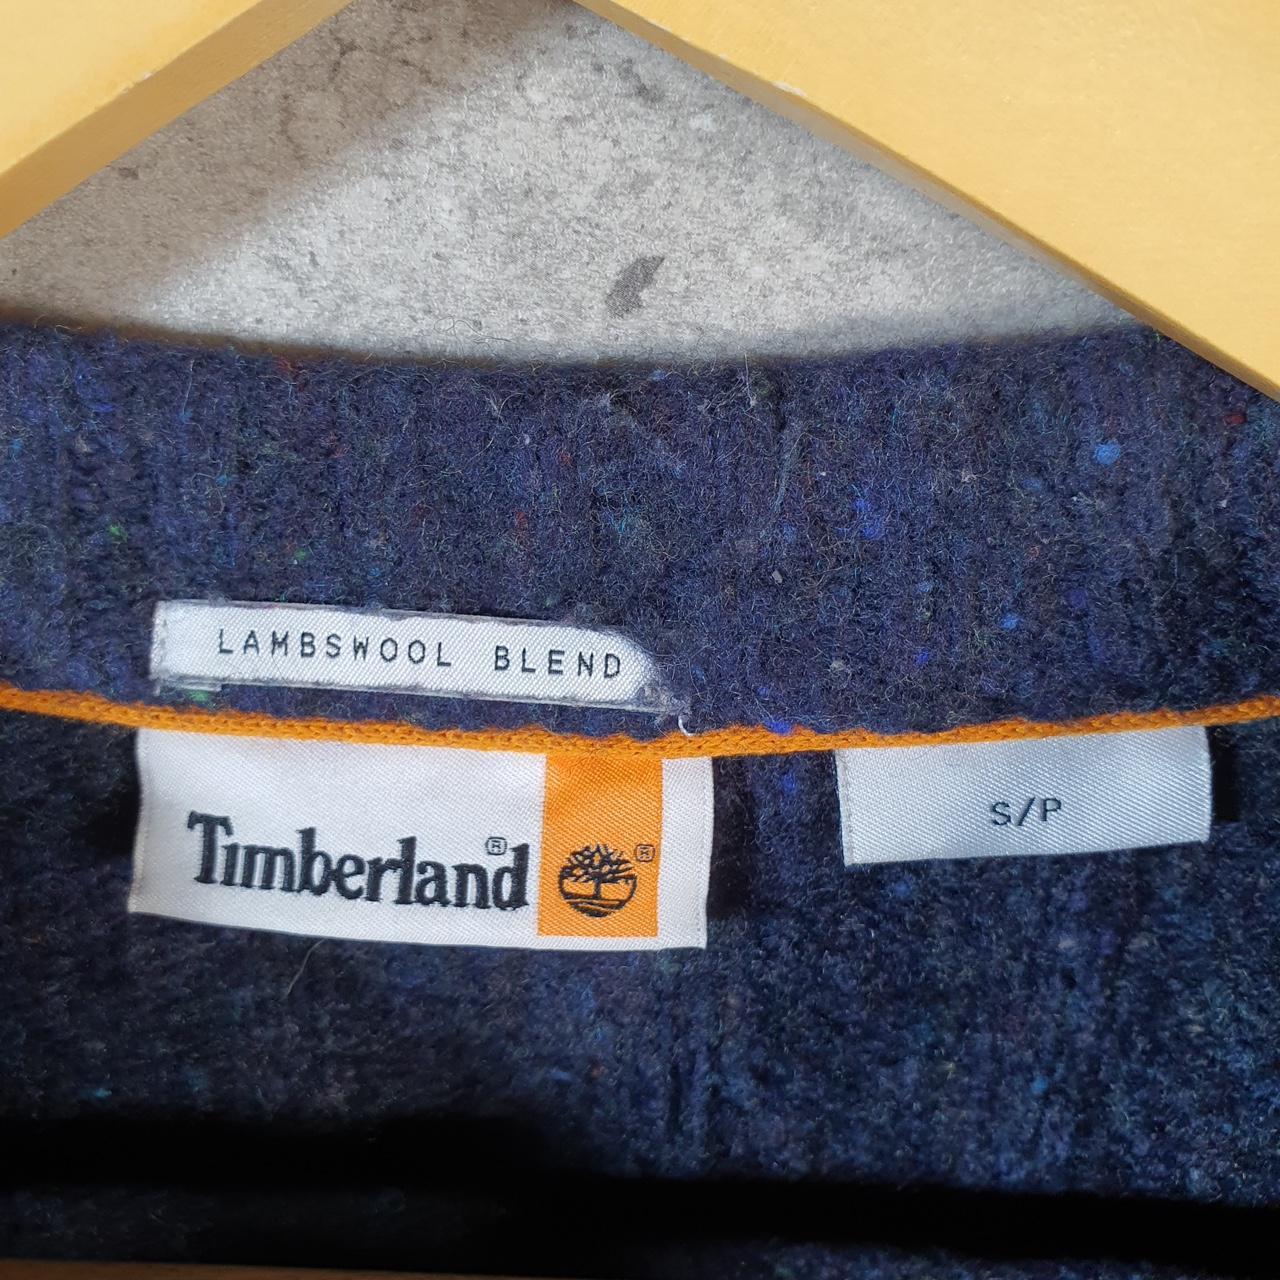 LAMBSWOOL BLEND
Timberland®
®
S/P